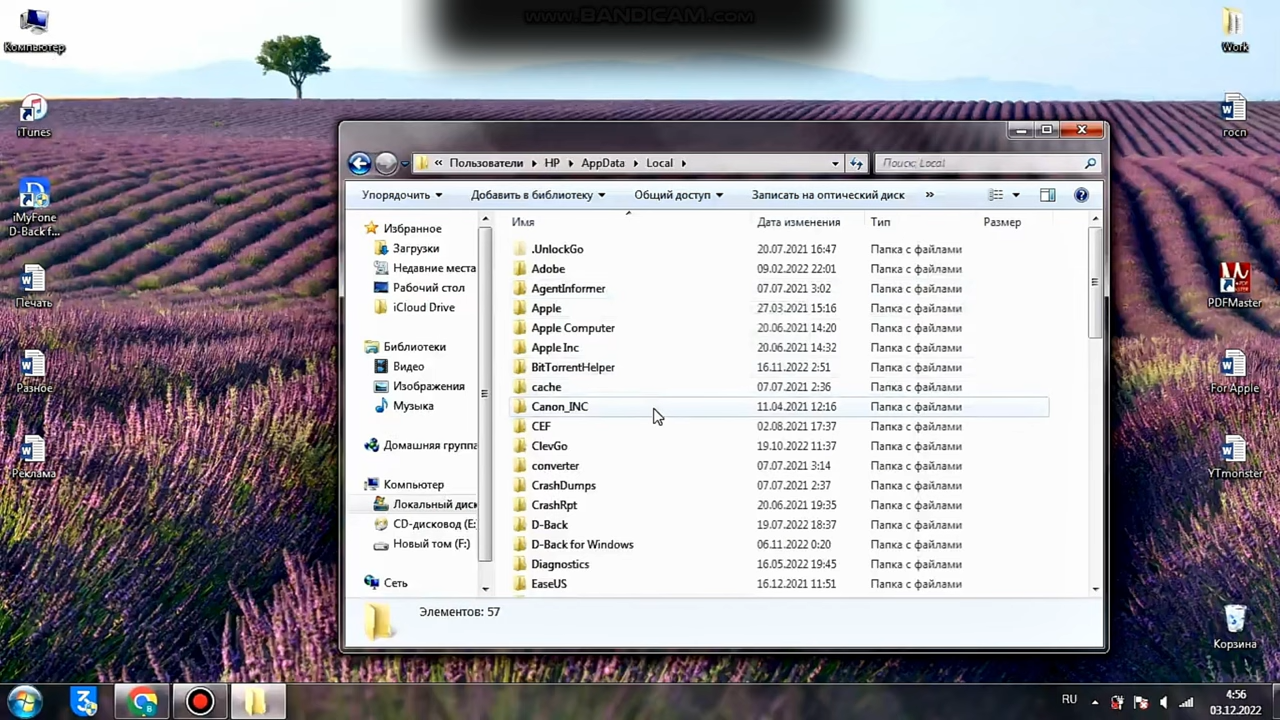 www.BANDICAM.com
Компьютер
iTunes
iMyFone
D-Back f...
Печать
Разное
Реклама
Work
госп
PDFMaster
For Apple
YTmonster
Корзина
« Пользователи HP AppData Local
Поиск: Local
Упорядочить Добавить в библиотеку Общий доступ Записать на оптический диск »
Избранное
Загрузки
Недавние места
Рабочий стол
iCloud Drive
Библиотеки
Видео
Изображения
Музыка
Домашняя группа
Компьютер
Локальный диск
CD-дисковод (E:
Новый том (F:)
Сеть
Имя Дата изменения Тип Размер
.UnlockGo 20.07.2021 16:47 Папка с файлами
Adobe 09.02.2022 22:01 Папка с файлами
AgentInformer 07.07.2021 3:02 Папка с файлами
Apple 27.03.2021 15:16 Папка с файлами
Apple Computer 20.06.2021 14:20 Папка с файлами
Apple Inc 20.06.2021 14:32 Папка с файлами
BitTorrentHelper 16.11.2022 2:51 Папка с файлами
cache 07.07.2021 2:36 Папка с файлами
Canon_INC 11.04.2021 12:16 Папка с файлами
CEF 02.08.2021 17:37 Папка с файлами
ClevGo 19.10.2022 11:37 Папка с файлами
converter 07.07.2021 3:14 Папка с файлами
CrashDumps 07.07.2021 2:37 Папка с файлами
CrashRpt 20.06.2021 19:35 Папка с файлами
D-Back 19.07.2022 18:37 Папка с файлами
D-Back for Windows 06.11.2022 0:20 Папка с файлами
Diagnostics 16.05.2022 19:45 Папка с файлами
EaseUS 16.12.2021 11:51 Папка с файлами
Элементов: 57
RU
4:56
03.12.2022